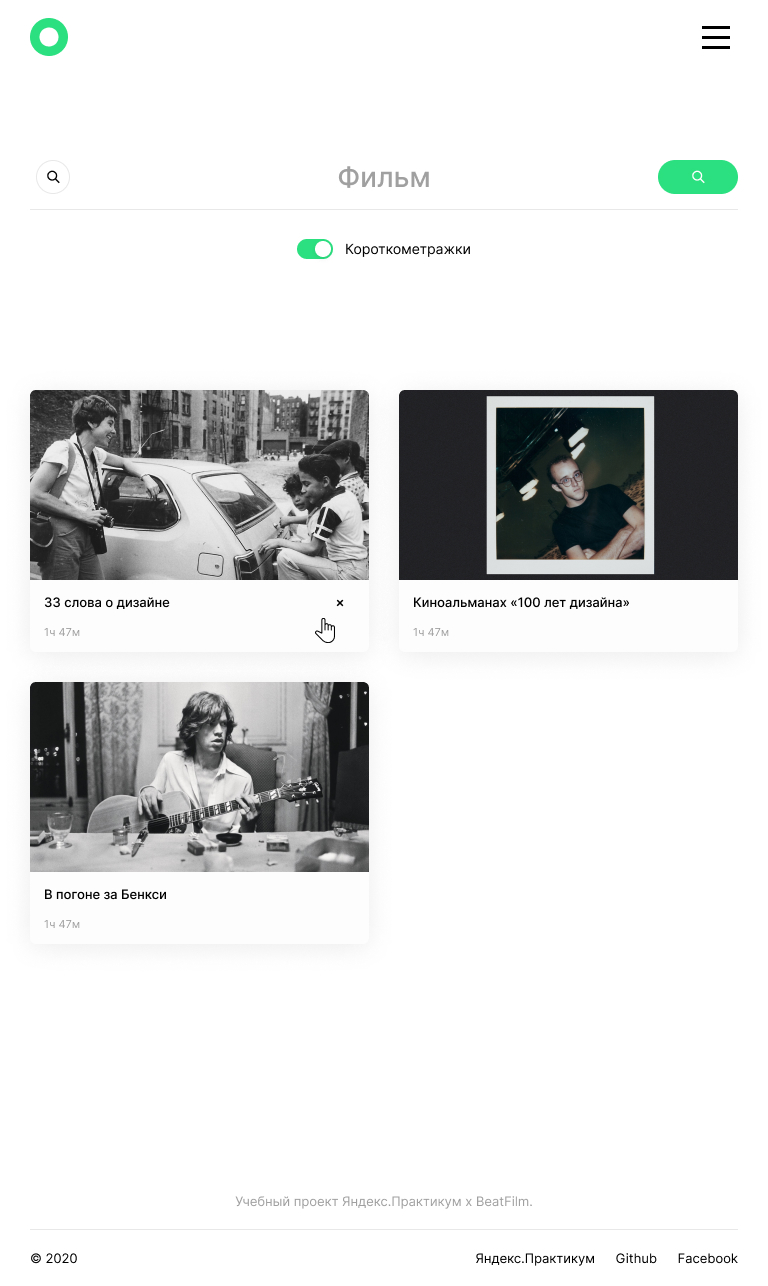 Фильм
Короткометражки
33 слова о дизайне
1ч 47м
Киноальманах «100 лет дизайна»
1ч 47м
В погоне за Бенкси
1ч 47м
Учебный проект Яндекс.Практикум х BeatFilm.
© 2020
Яндекс.Практикум Github Facebook